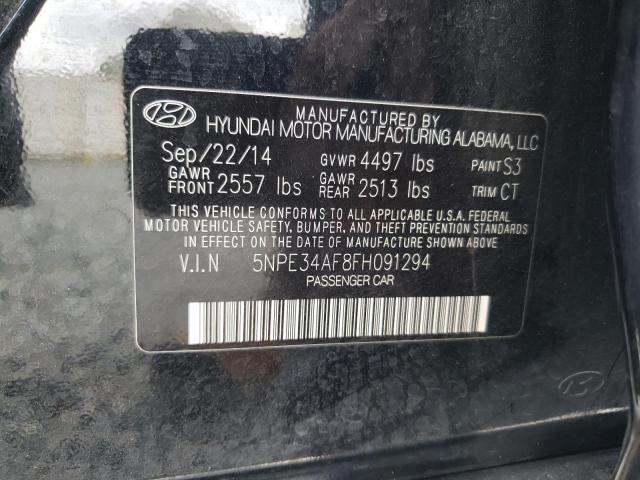 MANUFACTURED BY
HYUNDAI MOTOR MANUFACTURING ALABAMA, LLC
Sep/22/14 GVWR 4497 lbs PAINT S3
GAWR FRONT 2557 lbs GAWR REAR 2513 lbs TRIM CT
THIS VEHICLE CONFORMS TO ALL APPLICABLE U.S.A. FEDERAL
MOTOR VEHICLE SAFETY, BUMPER, AND THEFT PREVENTION STANDARDS
IN EFFECT ON THE DATE OF MANUFACTURE SHOWN ABOVE.
V.I.N 5NPE34AF8FH091294
PASSENGER CAR